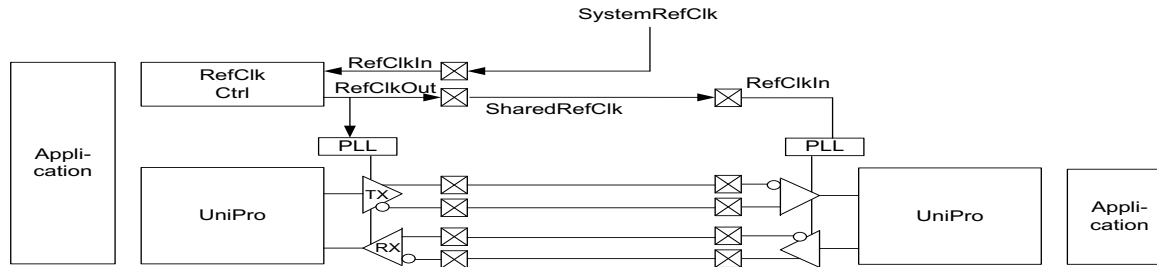 SystemRefClk
RefClkIn
RefClk
Ctrl
RefClkOut
SharedRefClk
RefClkIn
PLL
PLL
Appli-
cation
UniPro
TX
RX
UniPro
Appli-
cation